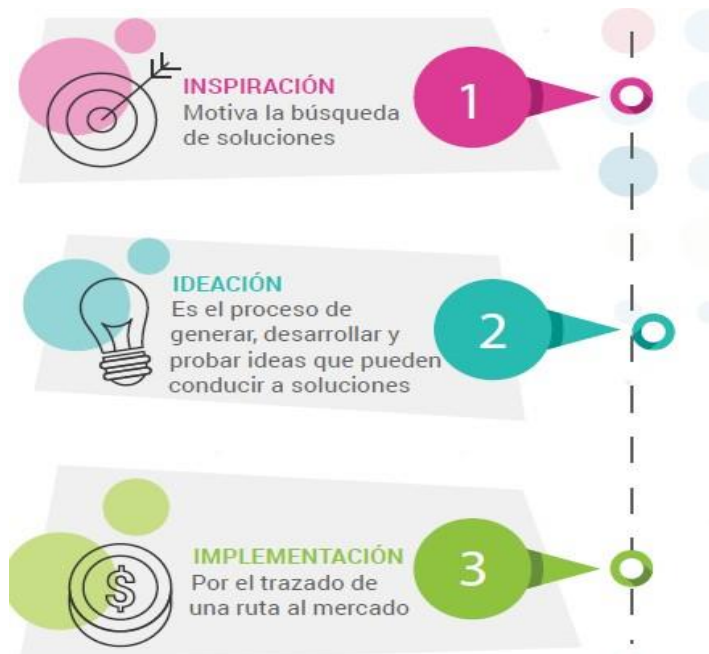 INSPIRACIÓN
Motiva la búsqueda
de soluciones
1
IDEACIÓN
Es el proceso de
generar, desarrollar y
probar ideas que pueden
conducir a soluciones
2
IMPLEMENTACIÓN
Por el trazado de
una ruta al mercado
3
$